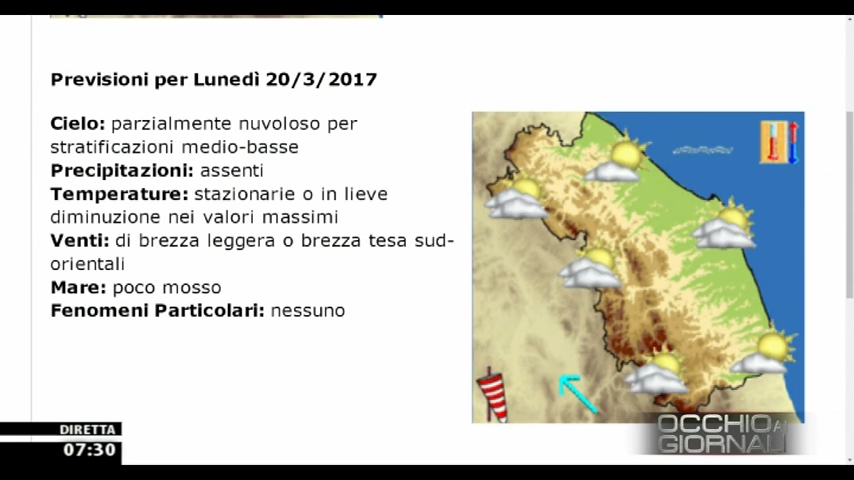 Previsioni per Lunedì 20/3/2017
Cielo: parzialmente nuvoloso per
stratificazioni medio-basse
Precipitazioni: assenti
Temperature: stazionarie o in lieve
diminuzione nei valori massimi
Venti: di brezza leggera o brezza tesa sud-
orientali
Mare: poco mosso
Fenomeni Particolari: nessuno
DIRETTA
07:30
OCCHIO AI
GIORNALI